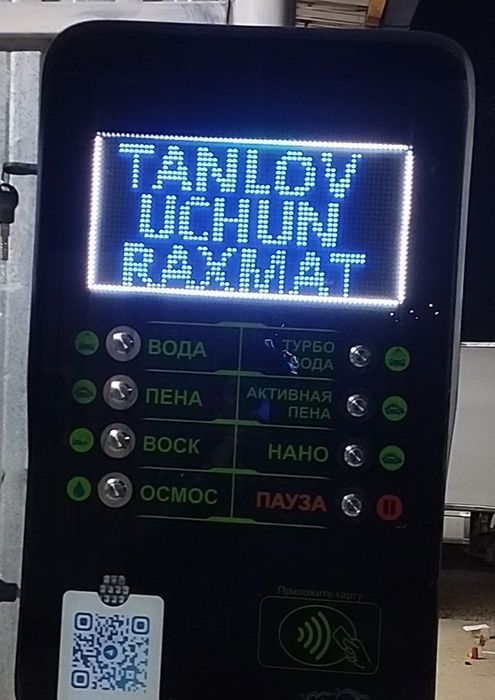 TANLOV
UCHUN
RAXMAT
ВОДА
ТУРБО
ВОДА
ПЕНА
АКТИВНАЯ
ПЕНА
ВОСК
НАНО
ОСМОС
ПАУЗА
Приложите карту